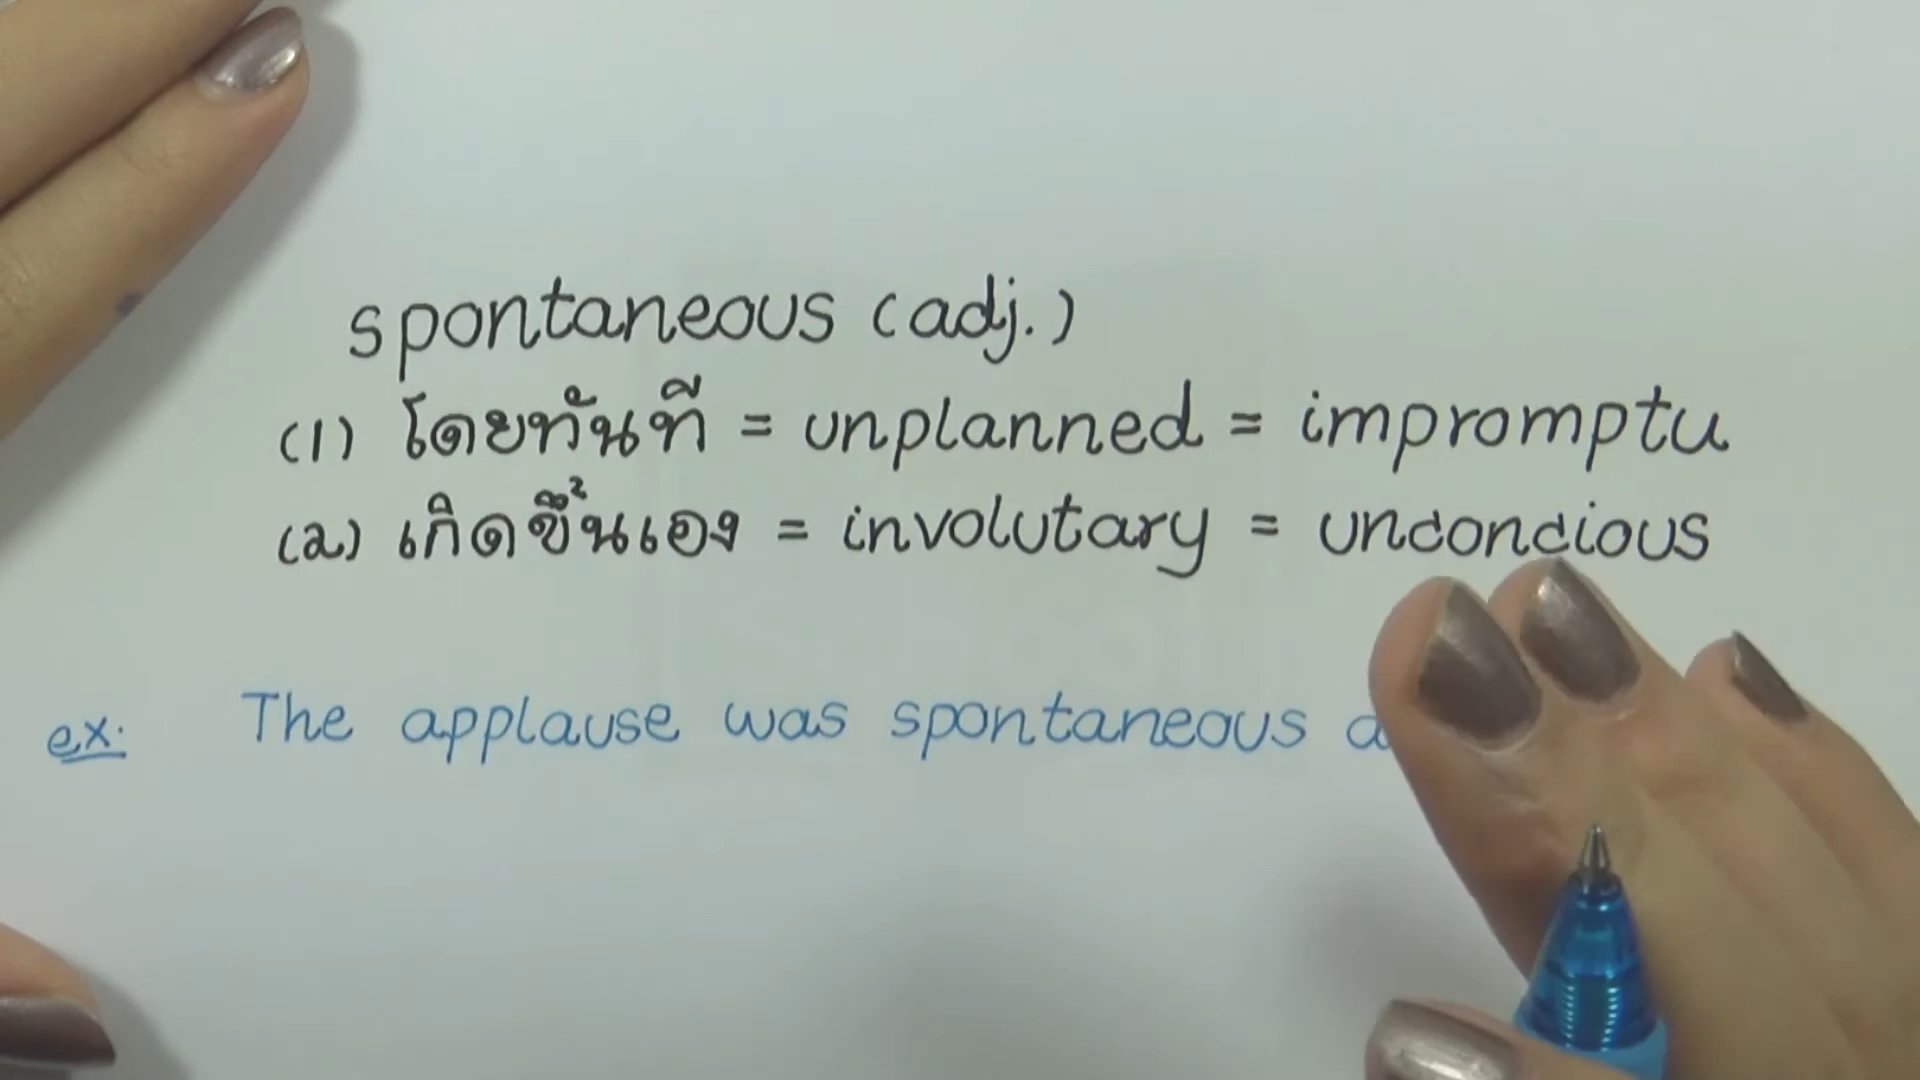 spontaneous (adj.)
(1) โดยทันที = unplanned = impromptu
(2) เกิดขึ้นเอง = involutary = uncondious
ex. The applause was spontaneous